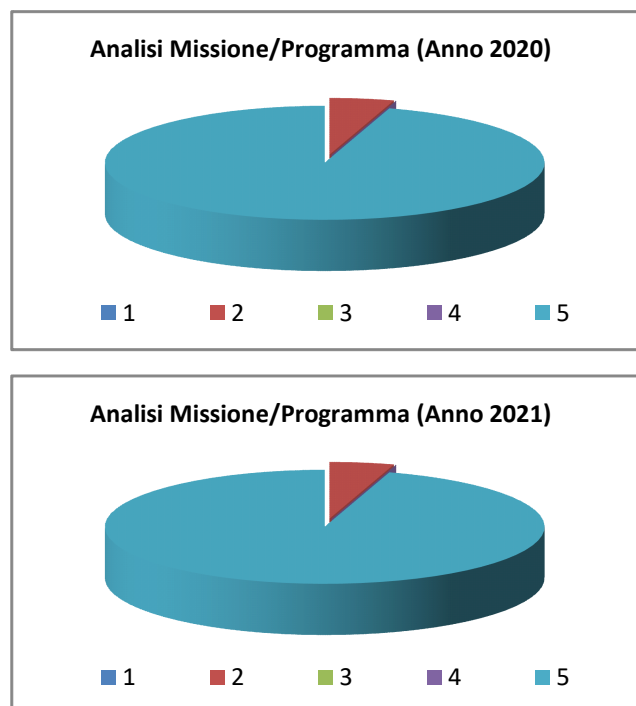 Analisi Missione/Programma (Anno 2020)
1 2 3 4 5
Analisi Missione/Programma (Anno 2021)
1 2 3 4 5